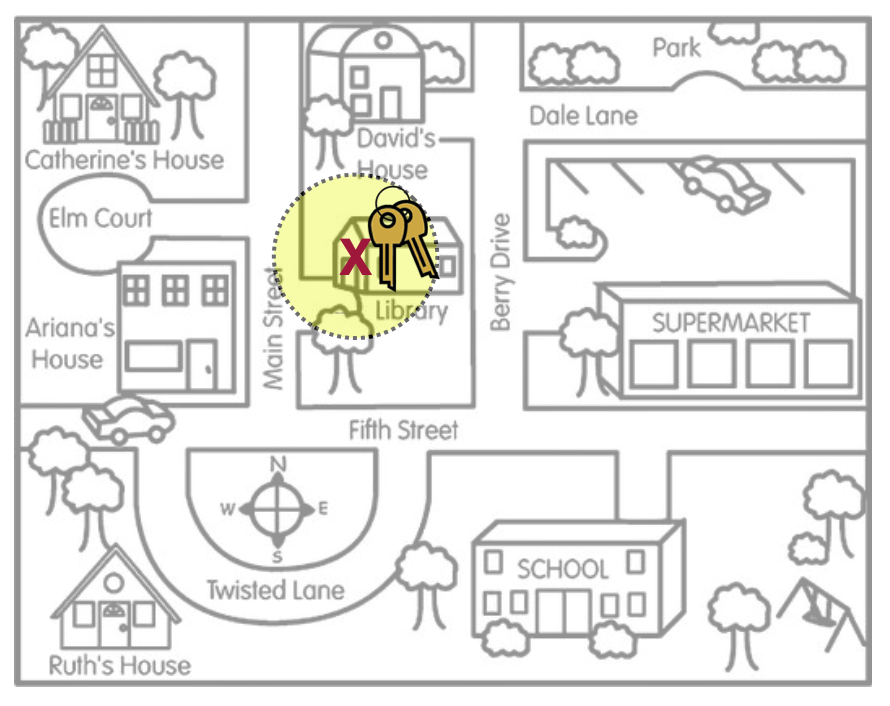 Park
Dale Lane
David's
House
Catherine's House
Elm Court
X
Berry Drive
Main Street
Library
SUPERMARKET
Ariana's
House
Fifth Street
N
W
E
S
SCHOOL
Twisted Lane
Ruth's House